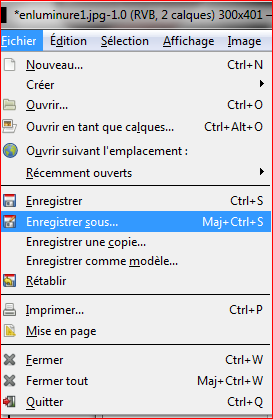 *enluminure1.jpg-1.0 (RVB, 2 calques) 300x401 –
Fichier Édition Sélection Affichage Image
Nouveau... Ctrl+N
Créer
Ouvrir... Ctrl+O
Ouvrir en tant que calques... Ctrl+Alt+O
Ouvrir suivant l'emplacement :
Récemment ouverts
Enregistrer Ctrl+S
Enregistrer sous... Maj+Ctrl+S
Enregistrer une copie...
Enregistrer comme modèle...
Rétablir
Imprimer... Ctrl+P
Mise en page
Fermer Ctrl+W
Fermer tout Maj+Ctrl+W
Quitter Ctrl+Q